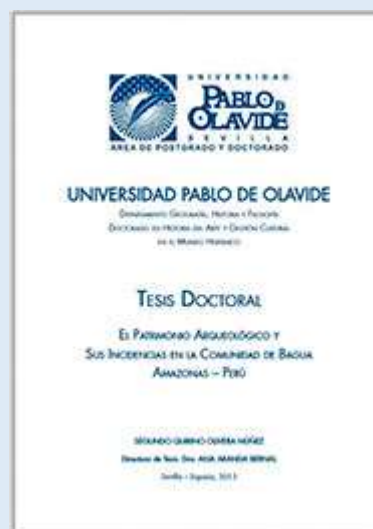 UNIVERSIDAD
PABLO D
OLAVIDE
SEVILLA
AREA DE POSTGRADO Y DOCTORADO
UNIVERSIDAD PABLO DE OLAVIDE
DEPARTAMENTO GEOGRAFÍA, HISTORIA Y FILOSOFÍA
DOCTORADO EN HISTORIA DEL ARTE Y GESTIÓN CULTURAL
EN EL MUNDO HISPÁNICO
TESIS DOCTORAL
EL PATRIMONIO ARQUEOLÓGICO Y
SUS INCIDENCIAS EN LA COMUNIDAD DE BAGUA
AMAZONAS – PERÚ
SEGUNDO QUIRINO OLIVERA NÚÑEZ
Directora de Tesis. Dra. ANA ARANDA BERNAL
Sevilla - España, 2013